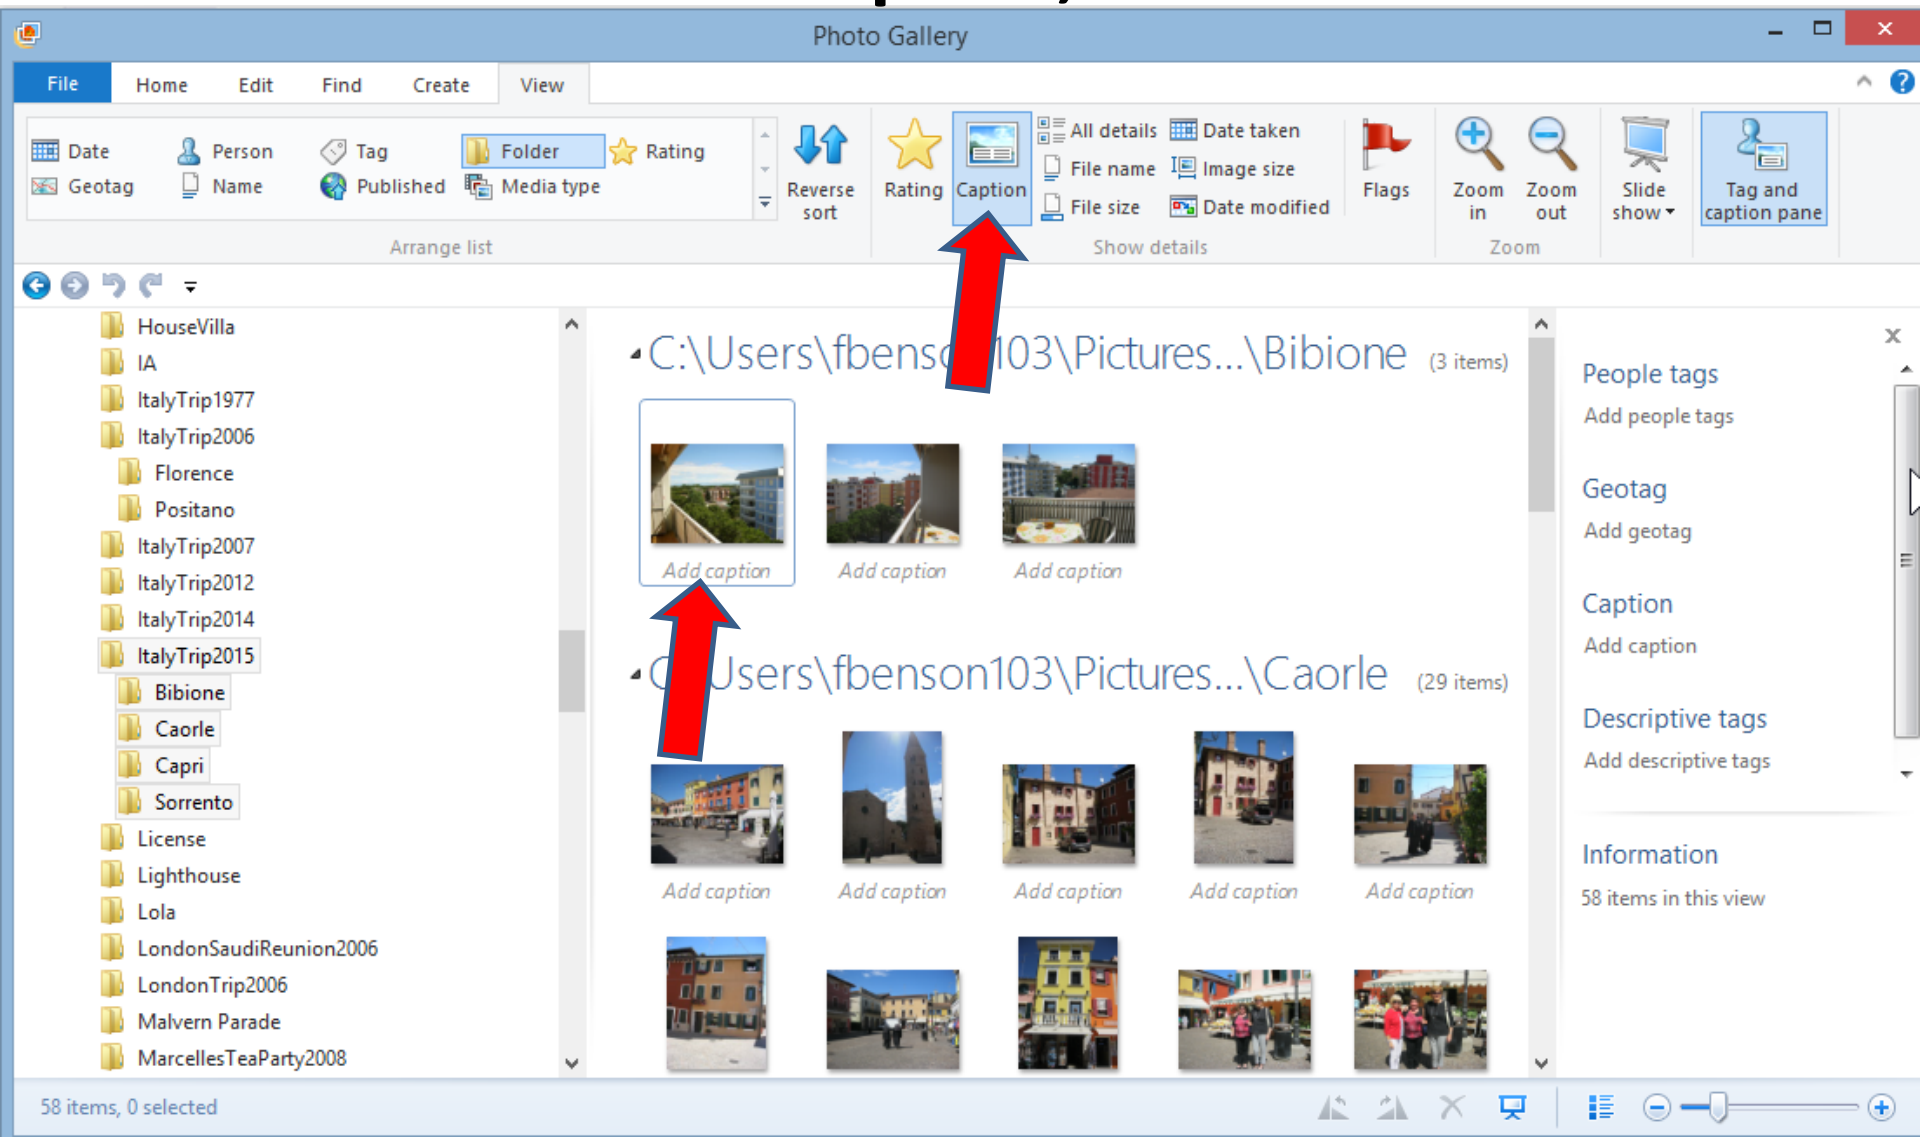 Photo Gallery
File Home Edit Find Create View
Date Person Tag Folder Rating
Geotag Name Published Media type
Arrange list
Reverse sort
Rating Caption
All details Date taken
File name Image size
File size Date modified
Show details
Flags
Zoom in Zoom out
Zoom
Slide show
Tag and caption pane
HouseVilla
IA
ItalyTrip1977
ItalyTrip2006
Florence
Positano
ItalyTrip2007
ItalyTrip2012
ItalyTrip2014
ItalyTrip2015
Bibione
Caorle
Capri
Sorrento
License
Lighthouse
Lola
LondonSaudiReunion2006
LondonTrip2006
Malvern Parade
MarcellesTeaParty2008
C:\Users\fbenson103\Pictures...\Bibione (3 items)
Add caption Add caption Add caption
C:\Users\fbenson103\Pictures...\Caorle (29 items)
Add caption Add caption Add caption Add caption Add caption
People tags
Add people tags
Geotag
Add geotag
Caption
Add caption
Descriptive tags
Add descriptive tags
Information
58 items in this view
58 items, 0 selected